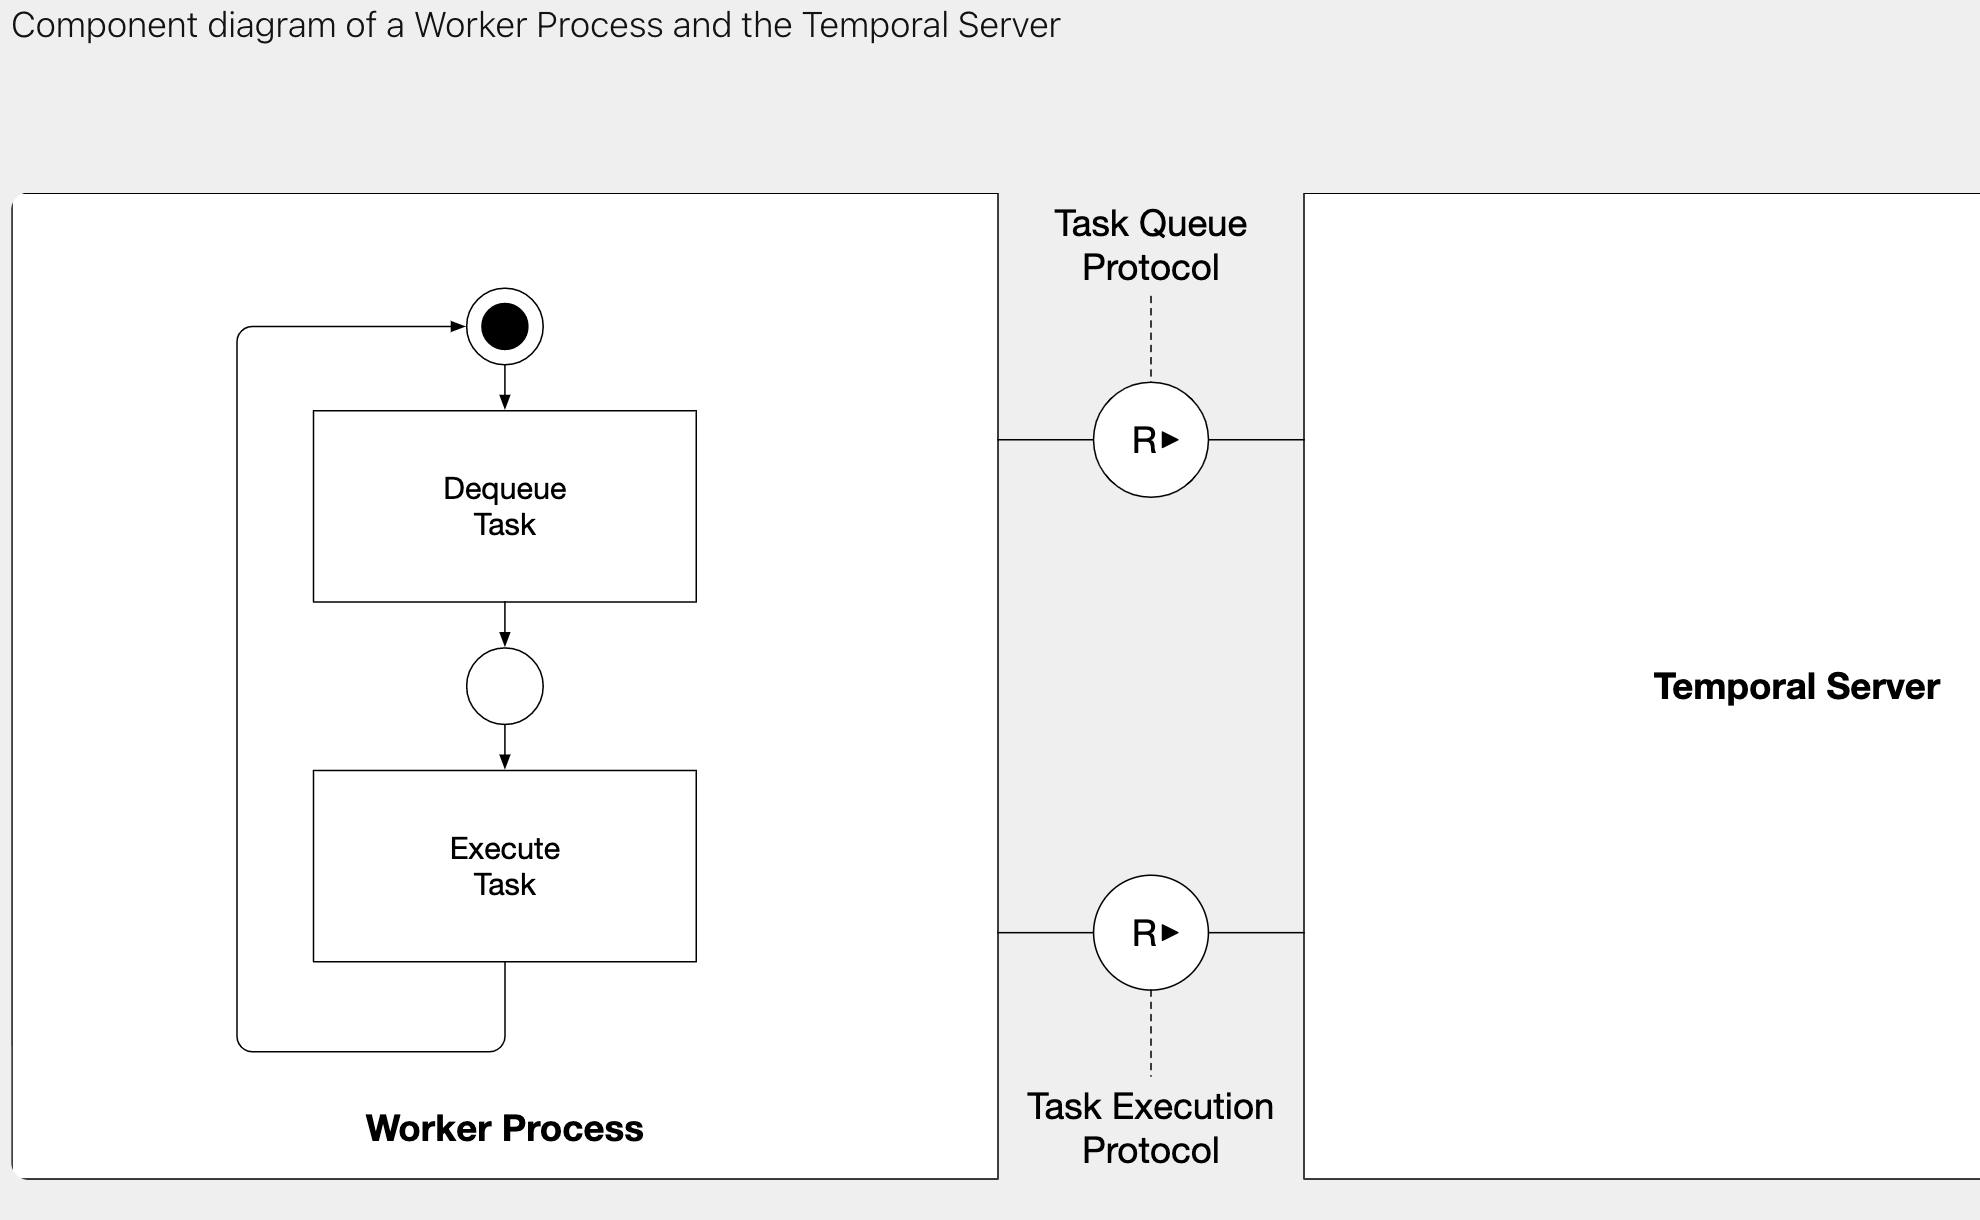 Component diagram of a Worker Process and the Temporal Server
Task Queue
Protocol
R▶
Dequeue
Task
Temporal Server
Execute
Task
R▶
Task Execution
Protocol
Worker Process